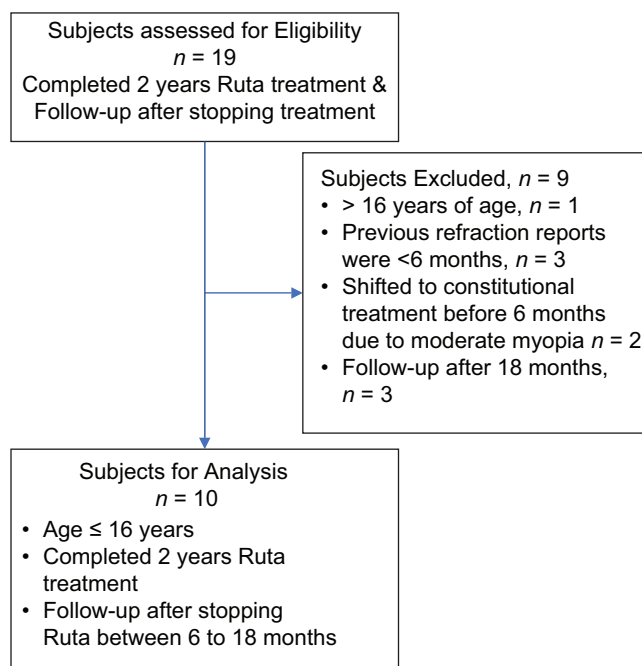 Subjects assessed for Eligibility
n = 19
Completed 2 years Ruta treatment &
Follow-up after stopping treatment
Subjects Excluded, n = 9
• > 16 years of age, n = 1
• Previous refraction reports
were <6 months, n = 3
• Shifted to constitutional
treatment before 6 months
due to moderate myopia n = 2
• Follow-up after 18 months,
n = 3
Subjects for Analysis
n = 10
• Age ≤ 16 years
• Completed 2 years Ruta
treatment
• Follow-up after stopping
Ruta between 6 to 18 months